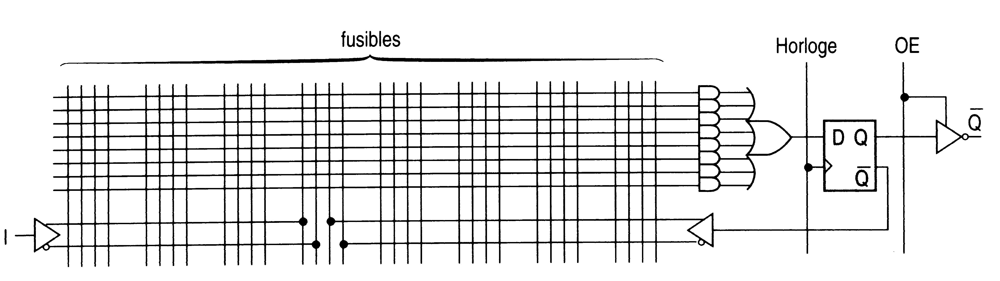 fusibles
Horloge
OE
Q̅
D Q
Q̅
I